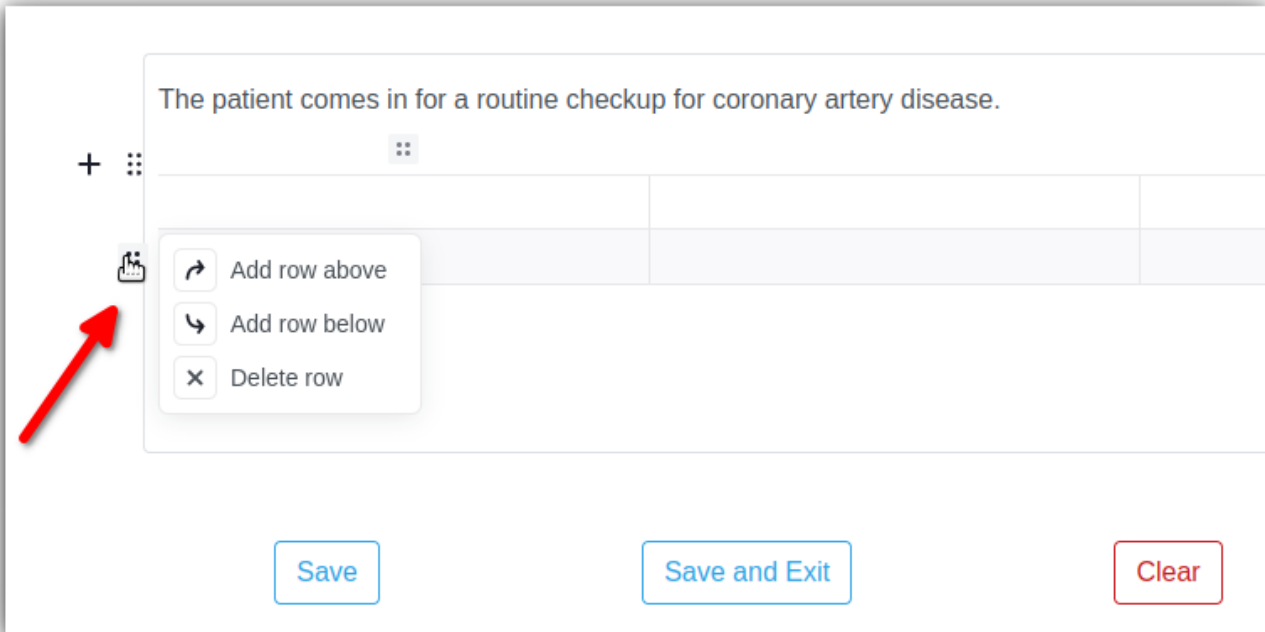 The patient comes in for a routine checkup for coronary artery disease.
Add row above
Add row below
Delete row
Save
Save and Exit
Clear